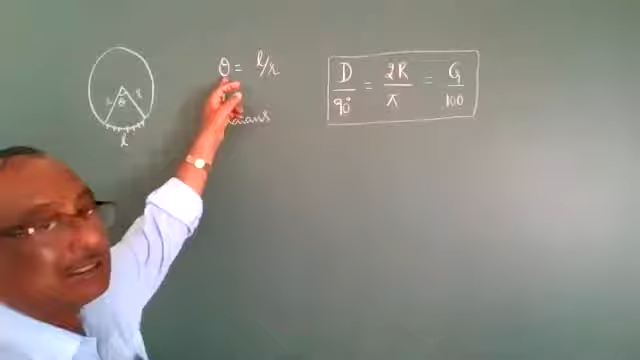 θ = l/r
r θ r
l
D/90° = 2R/π = G/100